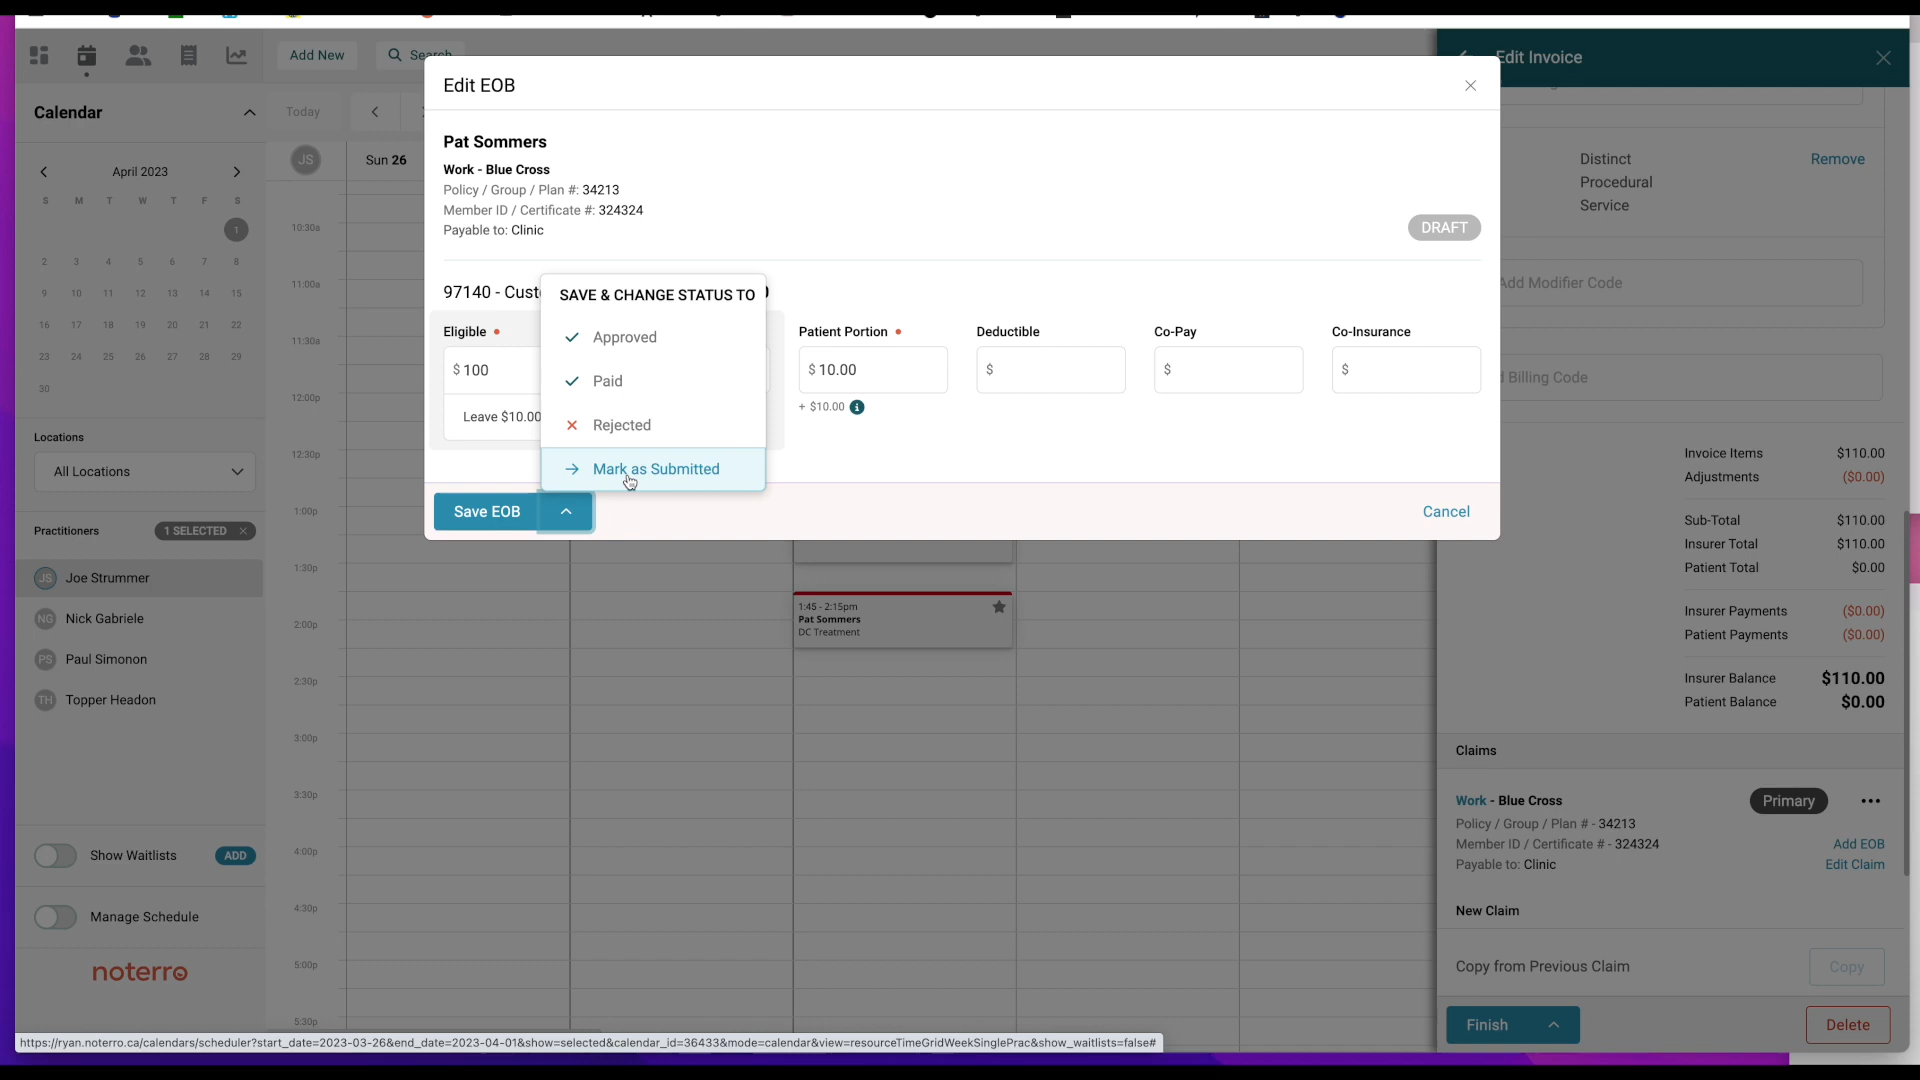 Add New
Search
Calendar
Today
April 2023
S M T W T F S
1
2 3 4 5 6 7 8
9 10 11 12 13 14 15
16 17 18 19 20 21 22
23 24 25 26 27 28 29
30
Locations
All Locations
Practitioners
1 SELECTED
JS Joe Strummer
NG Nick Gabriele
PS Paul Simonon
TH Topper Headon
Show Waitlists
ADD
Manage Schedule
noterro
JS
Sun 26
10:30a
11:00a
11:30a
12:00p
12:30p
1:00p
1:30p
2:00p
2:30p
3:00p
3:30p
4:00p
4:30p
5:00p
5:30p
1:45 - 2:15pm
Pat Sommers
DC Treatment
Edit EOB
Pat Sommers
Work - Blue Cross
Policy / Group / Plan #: 34213
Member ID / Certificate #: 324324
Payable to: Clinic
DRAFT
97140 - Cust
Eligible
$ 100
Leave $10.00
SAVE & CHANGE STATUS TO
Approved
Paid
Rejected
Mark as Submitted
Patient Portion
$ 10.00
+ $10.00
Deductible
$
Co-Pay
$
Co-Insurance
$
Save EOB
Cancel
Edit Invoice
Distinct
Procedural
Service
Remove
Add Modifier Code
Billing Code
Invoice Items $110.00
Adjustments ($0.00)
Sub-Total $110.00
Insurer Total $110.00
Patient Total $0.00
Insurer Payments ($0.00)
Patient Payments ($0.00)
Insurer Balance $110.00
Patient Balance $0.00
Claims
Work - Blue Cross
Primary
Policy / Group / Plan # - 34213
Member ID / Certificate # - 324324
Add EOB
Payable to: Clinic
Edit Claim
New Claim
Copy from Previous Claim
Copy
Finish
Delete
https://ryan.noterro.ca/calendars/scheduler?start_date=2023-03-26&end_date=2023-04-01&show=selected&calendar_id=36433&mode=calendar&view=resourceTimeGridWeekSinglePrac&show_waitlists=false#